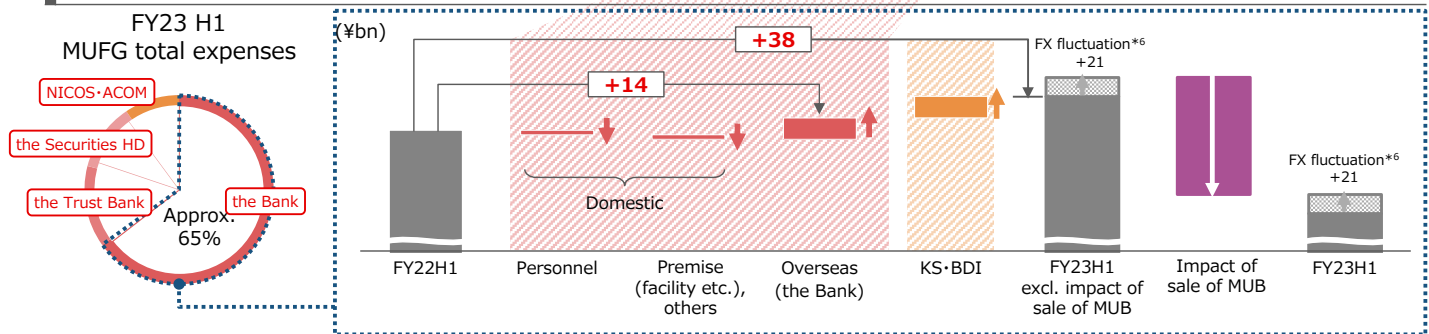 FY23 H1
MUFG total expenses
NICOS・ACOM
the Securities HD
the Trust Bank
the Bank
Approx.
65%
(¥bn)
+38
+14
FX fluctuation*6
+21
FX fluctuation*6
+21
Domestic
FY22H1
Personnel
Premise
(facility etc.),
others
Overseas
(the Bank)
KS・BDI
FY23H1
excl. impact of
sale of MUB
Impact of
sale of MUB
FY23H1